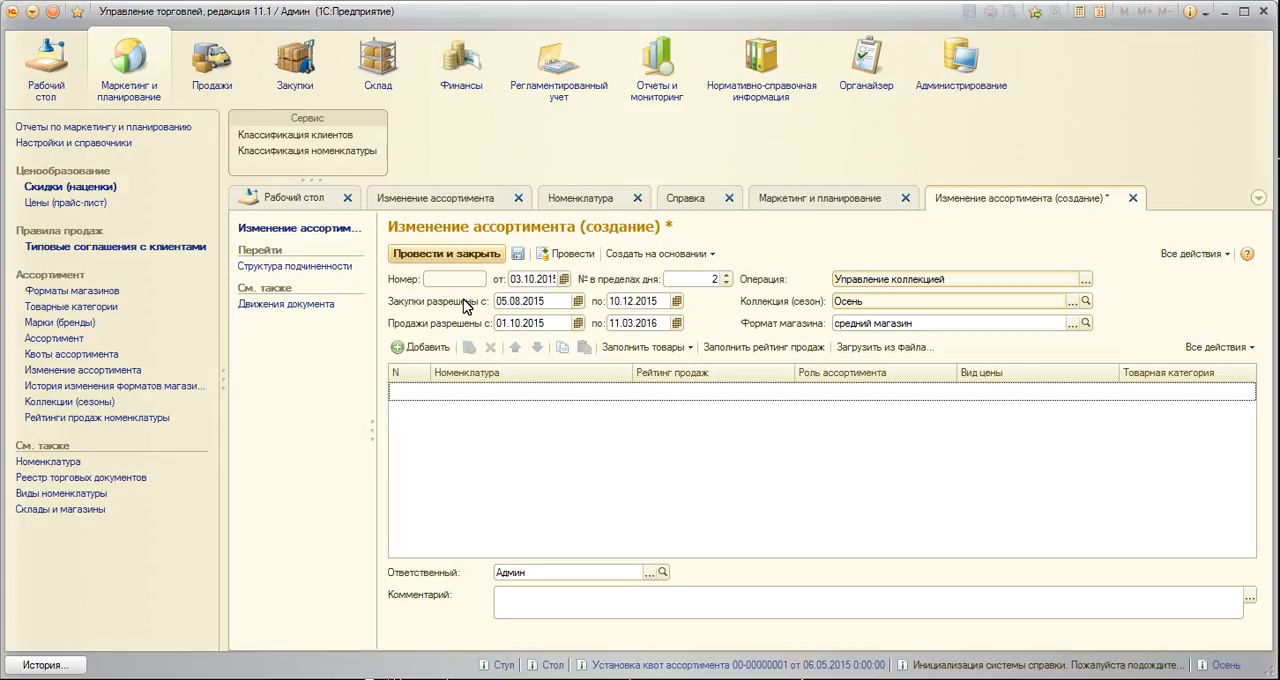 Управление торговлей, редакция 11.1 / Админ (1С:Предприятие)
M M+ M-
Рабочий стол
Маркетинг и планирование
Продажи
Закупки
Склад
Финансы
Регламентированный учет
Отчеты и мониторинг
Нормативно-справочная информация
Органайзер
Администрирование
Отчеты по маркетингу и планированию
Настройки и справочники
Ценообразование
Скидки (наценки)
Цены (прайс-лист)
Правила продаж
Типовые соглашения с клиентами
Ассортимент
Форматы магазинов
Товарные категории
Марки (бренды)
Ассортимент
Квоты ассортимента
Изменение ассортимента
История изменения форматов магази...
Коллекции (сезоны)
Рейтинги продаж номенклатуры
См. также
Номенклатура
Реестр торговых документов
Виды номенклатуры
Склады и магазины
Сервис
Классификация клиентов
Классификация номенклатуры
Рабочий стол
Изменение ассортимента
Номенклатура
Справка
Маркетинг и планирование
Изменение ассортимента (создание) *
Изменение ассортим...
Перейти
Структура подчиненности
См. также
Движения документа
Изменение ассортимента (создание) *
Провести и закрыть Провести Создать на основании Все действия
Номер: от: 03.10.2015 № в пределах дня: 2 Операция: Управление коллекцией ...
Закупки разрешены с: 05.08.2015 по: 10.12.2015 Коллекция (сезон): Осень ...
Продажи разрешены с: 01.10.2015 по: 11.03.2016 Формат магазина: средний магазин ...
Добавить Заполнить товары Заполнить рейтинг продаж Загрузить из файла... Все действия
N Номенклатура Рейтинг продаж Роль ассортимента Вид цены Товарная категория
Ответственный: Админ ...
Комментарий: ...
История... Стул Стол Установка квот ассортимента 00-00000001 от 06.05.2015 0:00:00 Инициализация системы справки. Пожалуйста подождите... Осень